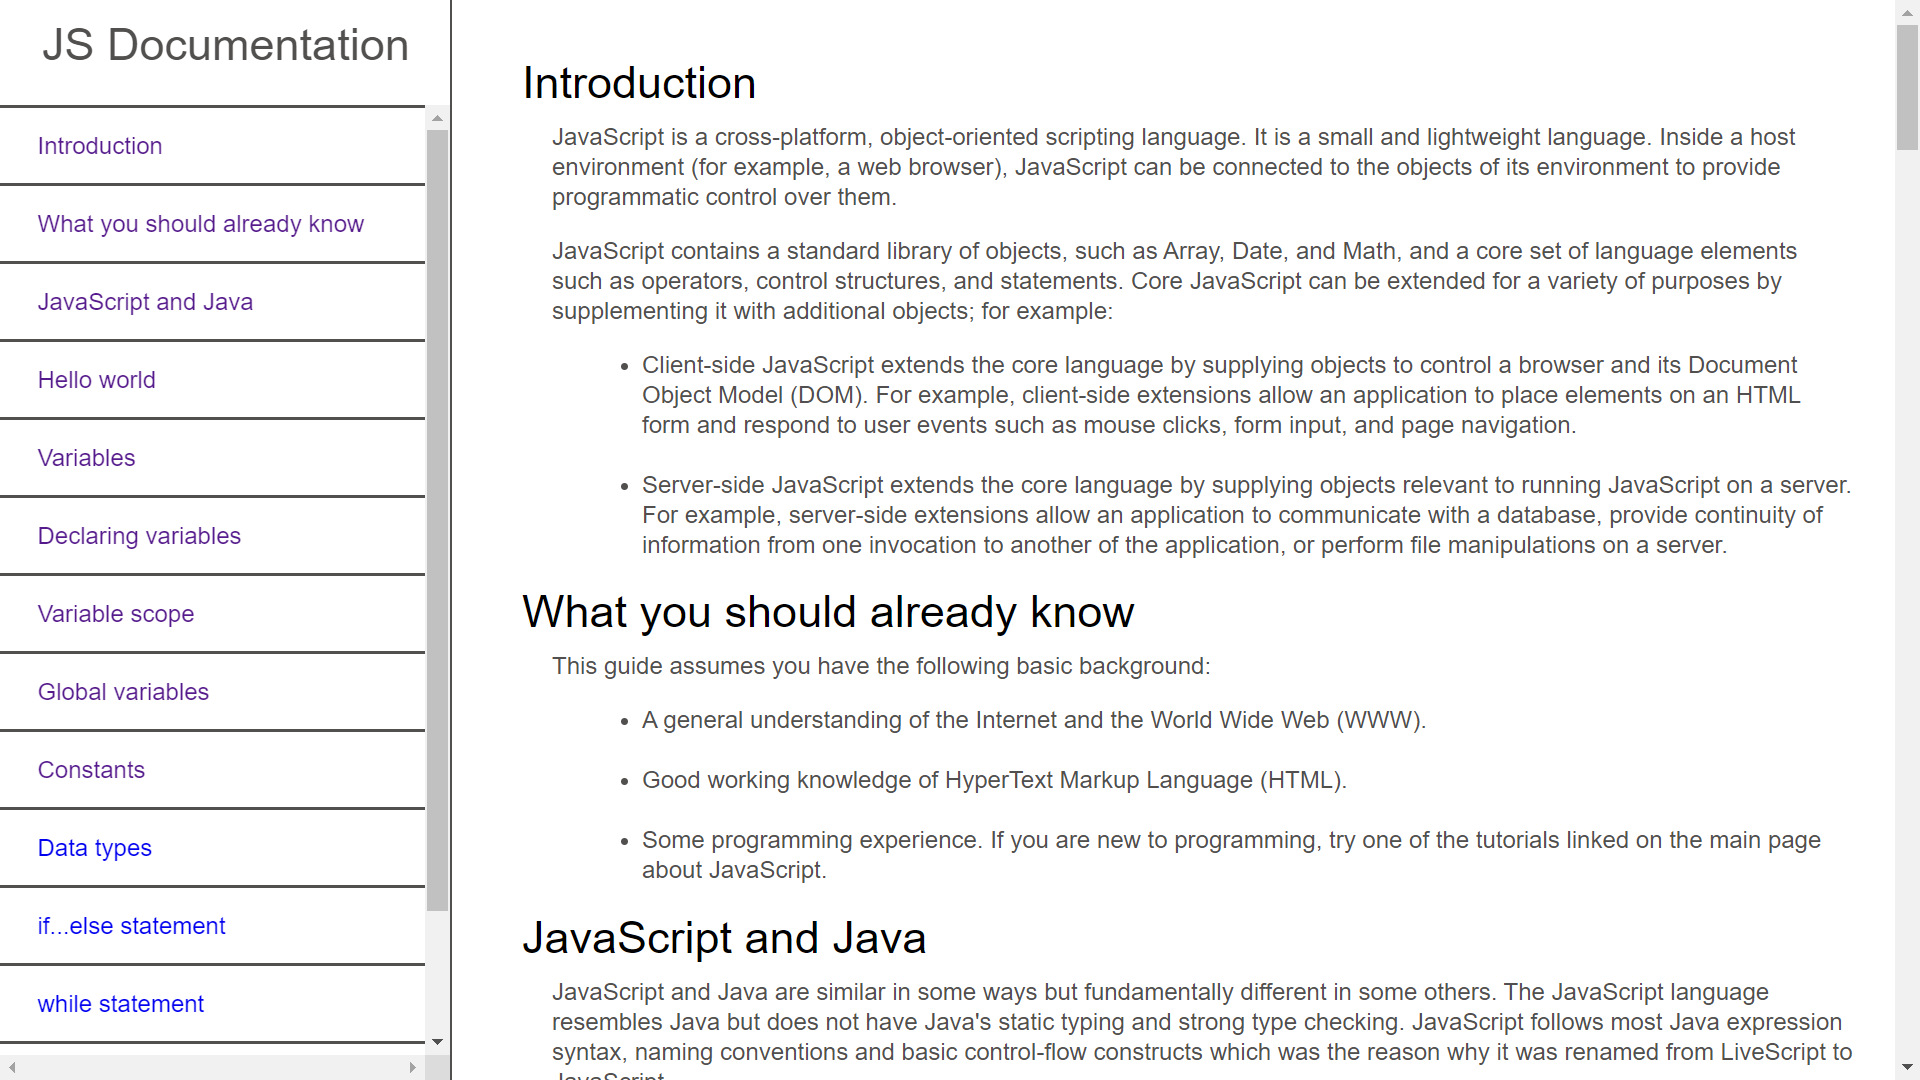 JS Documentation
Introduction
What you should already know
JavaScript and Java
Hello world
Variables
Declaring variables
Variable scope
Global variables
Constants
Data types
if...else statement
while statement
Introduction
JavaScript is a cross-platform, object-oriented scripting language. It is a small and lightweight language. Inside a host
environment (for example, a web browser), JavaScript can be connected to the objects of its environment to provide
programmatic control over them.
JavaScript contains a standard library of objects, such as Array, Date, and Math, and a core set of language elements
such as operators, control structures, and statements. Core JavaScript can be extended for a variety of purposes by
supplementing it with additional objects; for example:
• Client-side JavaScript extends the core language by supplying objects to control a browser and its Document
Object Model (DOM). For example, client-side extensions allow an application to place elements on an HTML
form and respond to user events such as mouse clicks, form input, and page navigation.
• Server-side JavaScript extends the core language by supplying objects relevant to running JavaScript on a server.
For example, server-side extensions allow an application to communicate with a database, provide continuity of
information from one invocation to another of the application, or perform file manipulations on a server.
What you should already know
This guide assumes you have the following basic background:
• A general understanding of the Internet and the World Wide Web (WWW).
• Good working knowledge of HyperText Markup Language (HTML).
• Some programming experience. If you are new to programming, try one of the tutorials linked on the main page
about JavaScript.
JavaScript and Java
JavaScript and Java are similar in some ways but fundamentally different in some others. The JavaScript language
resembles Java but does not have Java's static typing and strong type checking. JavaScript follows most Java expression
syntax, naming conventions and basic control-flow constructs which was the reason why it was renamed from LiveScript to
JavaScript.